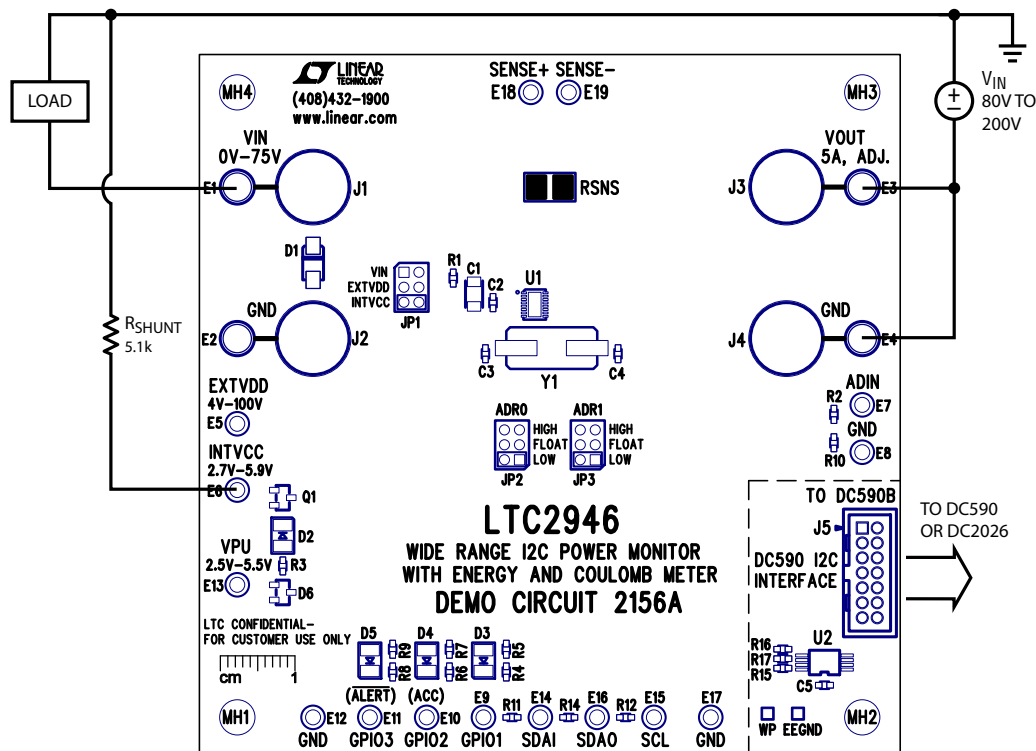 LOAD
VIN
80V TO
200V
RSHUNT
5.1k
MH4
LINEAR
TECHNOLOGY
(408)432-1900
www.linear.com
SENSE+ SENSE-
E18 E19
MH3
VIN
0V-75V
E1
J1
RSNS
VOUT
5A, ADJ.
J3
E3
D1
VIN
EXTVDD
INTVCC
JP1
R1
C1
C2
U1
GND
E2
J2
C3
Y1
C4
GND
J4
E4
EXTVDD
4V-100V
E5
ADR0
HIGH
FLOAT
LOW
JP2
ADR1
HIGH
FLOAT
LOW
JP3
ADIN
R2
E7
GND
R10
E8
INTVCC
2.7V-5.9V
E6
Q1
D2
VPU
2.5V-5.5V
R3
E13
D6
LTC2946
WIDE RANGE I2C POWER MONITOR
WITH ENERGY AND COULOMB METER
DEMO CIRCUIT 2156A
TO DC590B
J5
DC590 I2C
INTERFACE
TO DC590
OR DC2026
LTC CONFIDENTIAL-
FOR CUSTOMER USE ONLY
cm 1
D5
R9
R8
D4
R7
R6
D3
R5
R4
U2
R16
R17
R15
C5
(ALERT) (ACC)
MH1
E12
E11
E10
E9
R11
E14
R14
E16
R12
E15
E17
GND GPIO3 GPIO2 GPIO1 SDAI SDAO SCL GND
WP EEGND
MH2